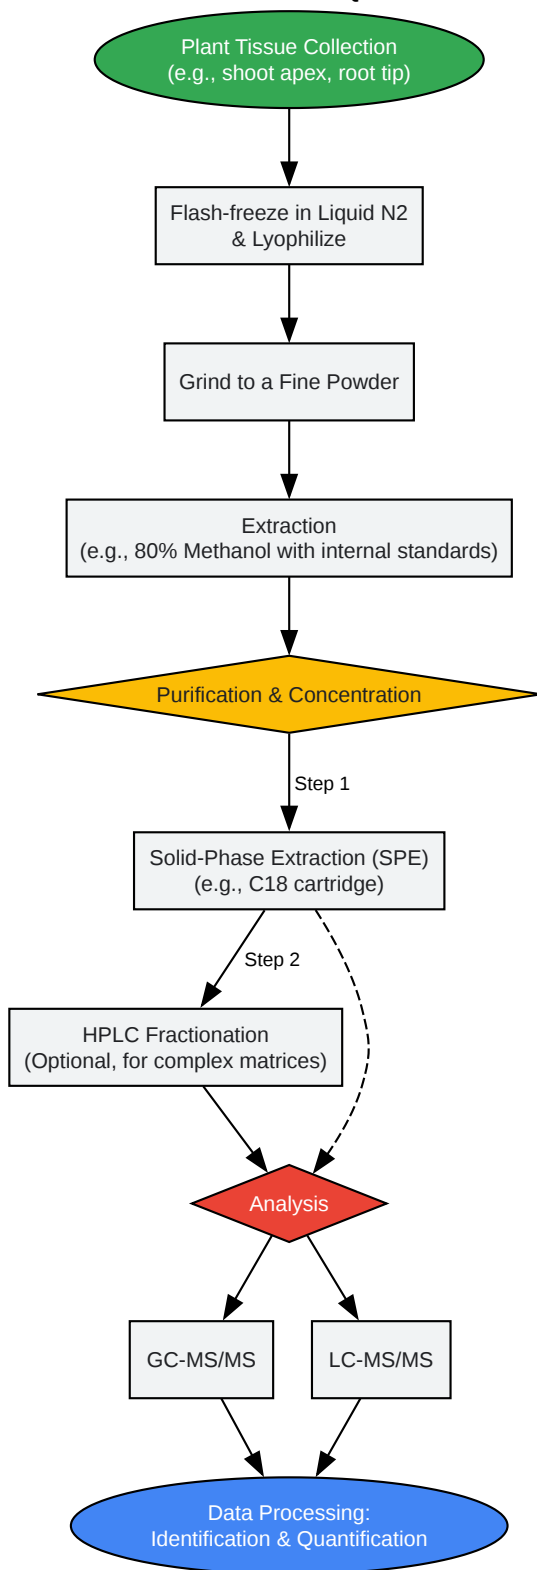 Plant Tissue Collection
(e.g., shoot apex, root tip)
Flash-freeze in Liquid N2
& Lyophilize
Grind to a Fine Powder
Extraction
(e.g., 80% Methanol with internal standards)
Purification & Concentration
Step 1
Solid-Phase Extraction (SPE)
(e.g., C18 cartridge)
Step 2
HPLC Fractionation
(Optional, for complex matrices)
Analysis
GC-MS/MS
LC-MS/MS
Data Processing:
Identification & Quantification